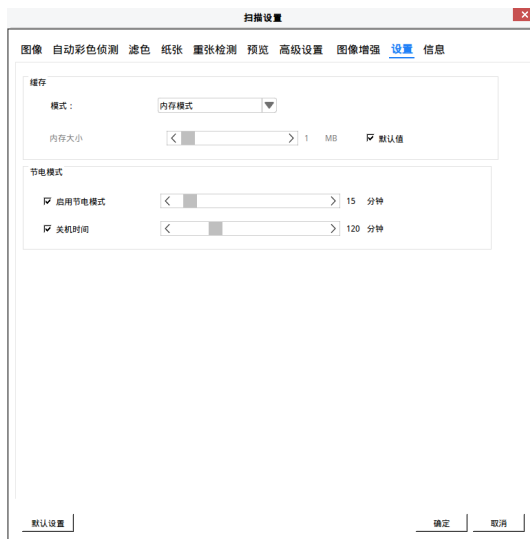 扫描设置
图像 自动彩色侦测 滤色 纸张 重张检测 预览 高级设置 图像增强 设置 信息
缓存
模式： 内存模式
内存大小 1 MB 默认值
节电模式
启用节电模式 15 分钟
关机时间 120 分钟
默认设置 确定 取消